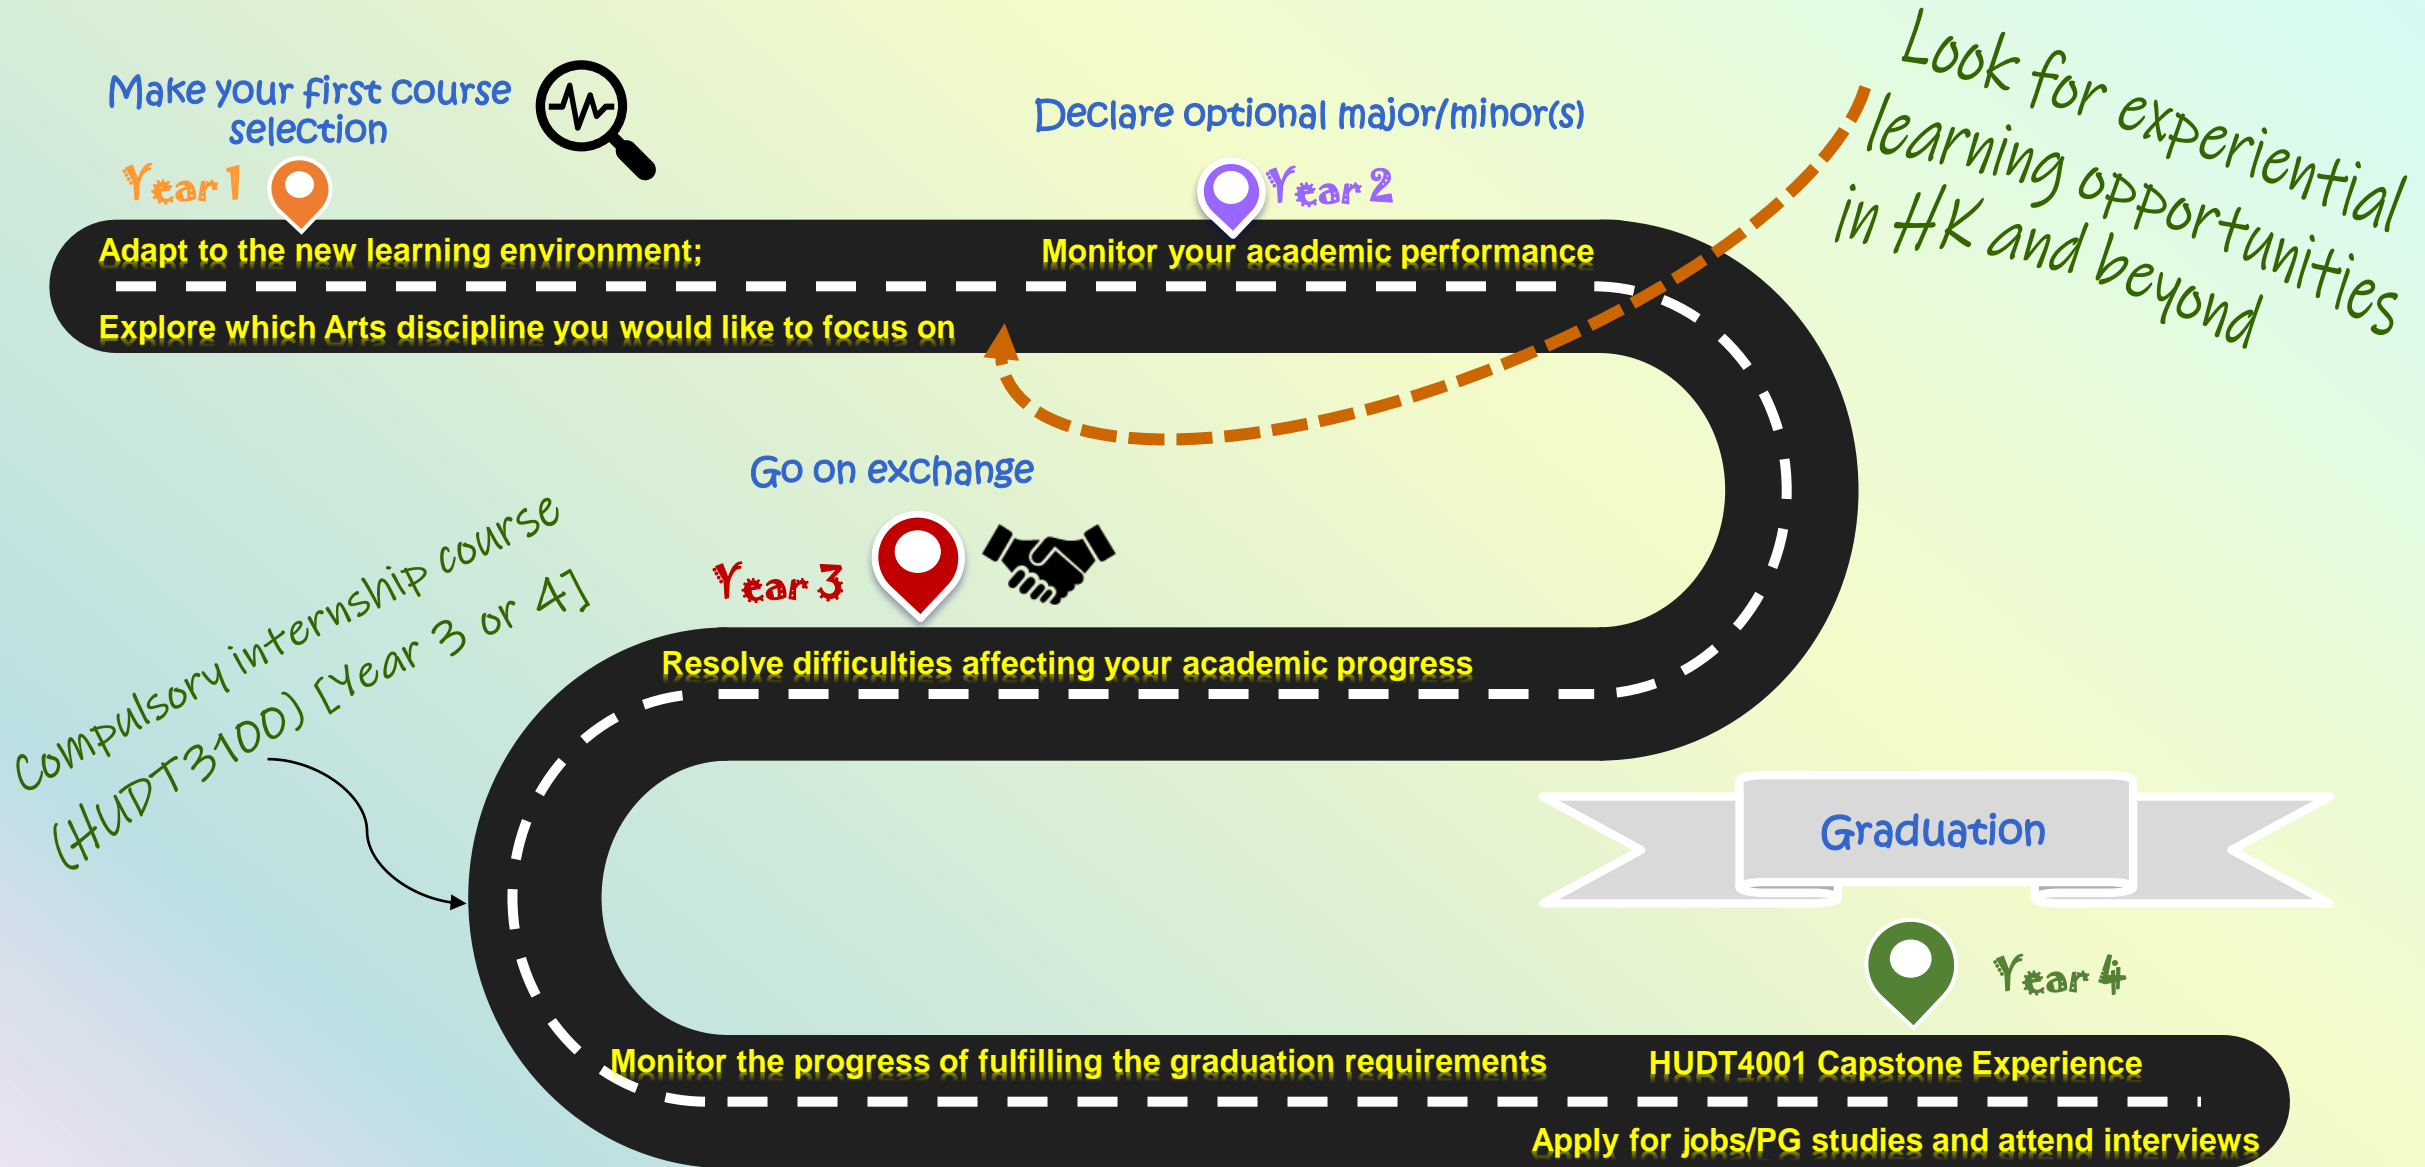 Make your first course
selection
Year 1
Adapt to the new learning environment;
Explore which Arts discipline you would like to focus on
Declare optional major/minor(s)
Year 2
Monitor your academic performance
Look for experiential
learning opportunities
in HK and beyond
Go on exchange
Year 3
Resolve difficulties affecting your academic progress
Compulsory internship course
(HUDT3100) [Year 3 or 4]
Graduation
Year 4
Monitor the progress of fulfilling the graduation requirements
HUDT4001 Capstone Experience
Apply for jobs/PG studies and attend interviews